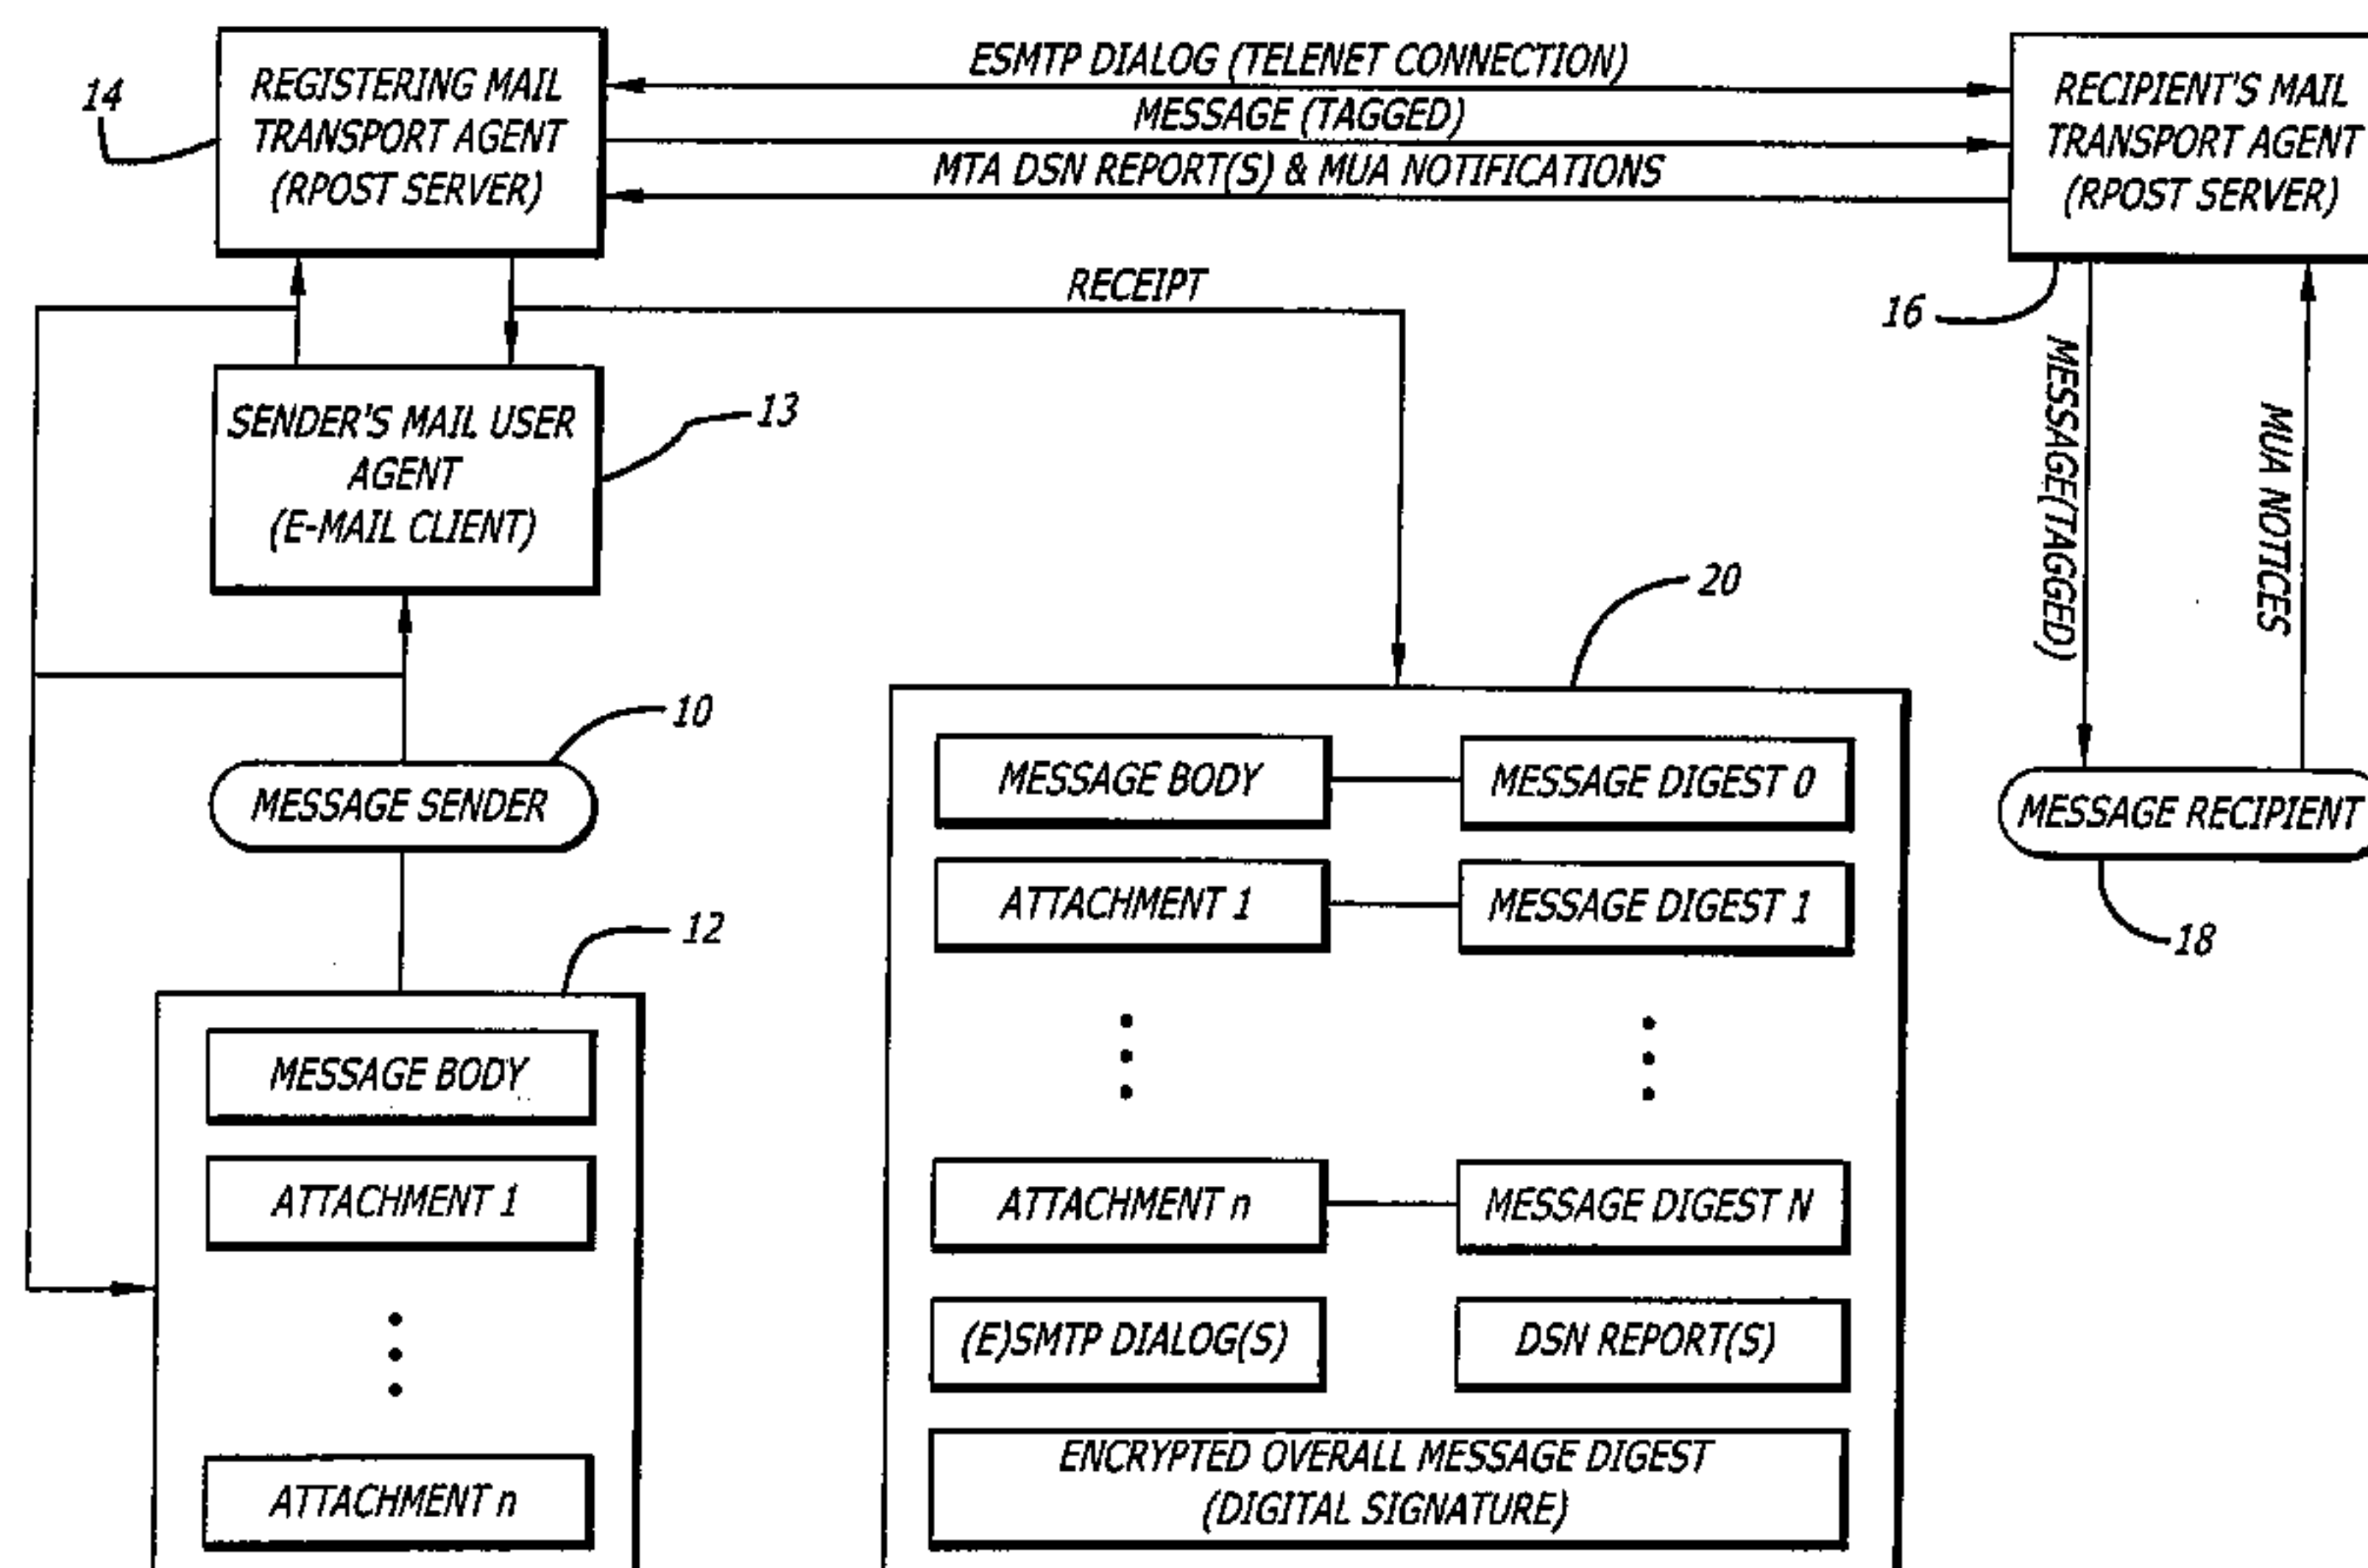 14
REGISTERING MAIL
TRANSPORT AGENT
(RPOST SERVER)
ESMTP DIALOG (TELENET CONNECTION)
MESSAGE (TAGGED)
MTA DSN REPORT(S) & MUA NOTIFICATIONS
RECIPIENT'S MAIL
TRANSPORT AGENT
(RPOST SERVER)
16
RECEIPT
SENDER'S MAIL USER
AGENT
(E-MAIL CLIENT)
13
MESSAGE(TAGGED)
MUA NOTICES
20
10
MESSAGE SENDER
MESSAGE RECIPIENT
18
12
MESSAGE BODY
ATTACHMENT 1
ATTACHMENT n
MESSAGE BODY
MESSAGE DIGEST 0
ATTACHMENT 1
MESSAGE DIGEST 1
ATTACHMENT n
MESSAGE DIGEST N
(E)SMTP DIALOG(S)
DSN REPORT(S)
ENCRYPTED OVERALL MESSAGE DIGEST
(DIGITAL SIGNATURE)